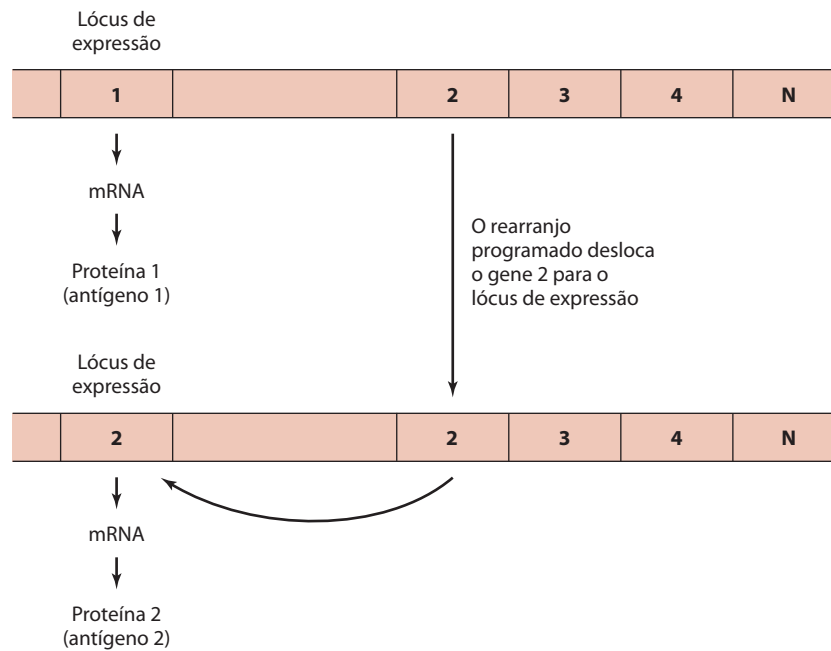 Lócus de
expressão
1 2 3 4 N
mRNA
Proteína 1
(antígeno 1)
O rearranjo
programado desloca
o gene 2 para o
lócus de expressão
Lócus de
expressão
2 2 3 4 N
mRNA
Proteína 2
(antígeno 2)